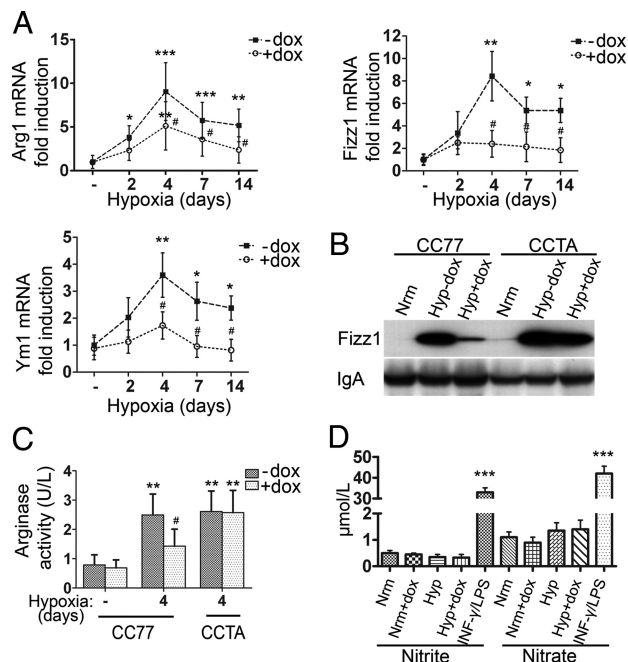 A
Arg1 mRNA
fold induction
15
10
5
0
-dox
+dox
*
***
**
***
**
#
#
#
- 2 4 7 14
Hypoxia (days)
Fizz1 mRNA
fold induction
12
10
8
6
4
2
0
-dox
+dox
**
*
*
#
#
#
- 2 4 7 14
Hypoxia (days)
Ym1 mRNA
fold induction
5
4
3
2
1
0
-dox
+dox
**
*
*
#
#
#
- 2 4 7 14
Hypoxia (days)
B
CC77 CCTA
Nrm Hyp-dox Hyp+dox Nrm Hyp-dox Hyp+dox
Fizz1
IgA
C
Arginase
activity (U/L)
4
3
2
1
0
-dox
+dox
**
#
**
**
Hypoxia: - 4 4
(days)
CC77 CCTA
D
µmol/L
50
40
30
20
2
1
0
***
***
Nrm Nrm+dox Hyp Hyp+dox INF-γ/LPS Nrm Nrm+dox Hyp Hyp+dox INF-γ/LPS
Nitrite Nitrate